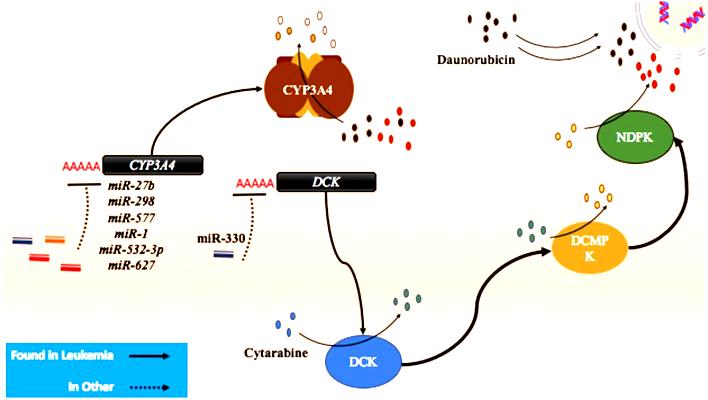 Daunorubicin
CYP3A4
NDPK
AAAAA CYP3A4
miR-27b
miR-298
miR-577
miR-1
miR-532-3p
miR-627
AAAAA DCK
miR-330
DCMP
K
Cytarabine
DCK
Found in Leukemia
In Other